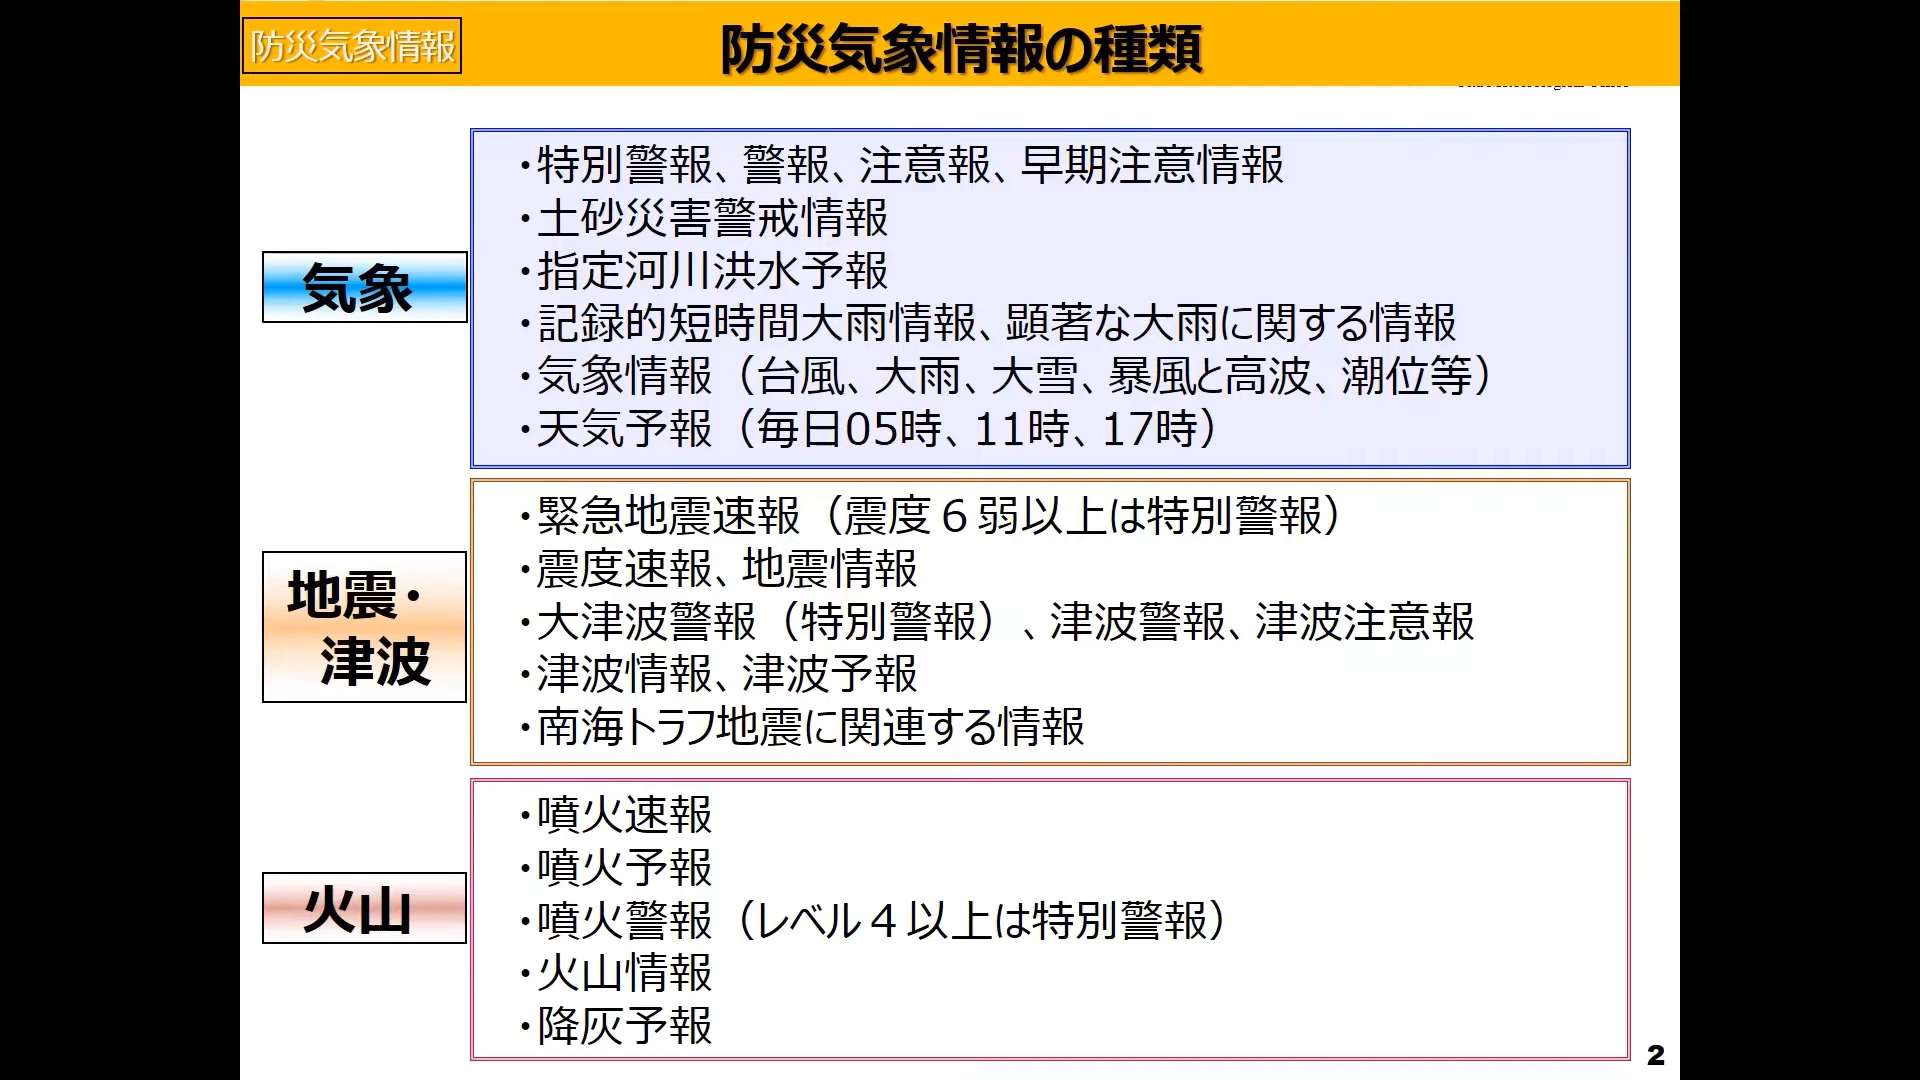 防災気象情報
防災気象情報の種類
気象
・特別警報、警報、注意報、早期注意情報
・土砂災害警戒情報
・指定河川洪水予報
・記録的短時間大雨情報、顕著な大雨に関する情報
・気象情報（台風、大雨、大雪、暴風と高波、潮位等）
・天気予報（毎日05時、11時、17時）
地震・
津波
・緊急地震速報（震度６弱以上は特別警報）
・震度速報、地震情報
・大津波警報（特別警報）、津波警報、津波注意報
・津波情報、津波予報
・南海トラフ地震に関連する情報
火山
・噴火速報
・噴火予報
・噴火警報（レベル４以上は特別警報）
・火山情報
・降灰予報
2